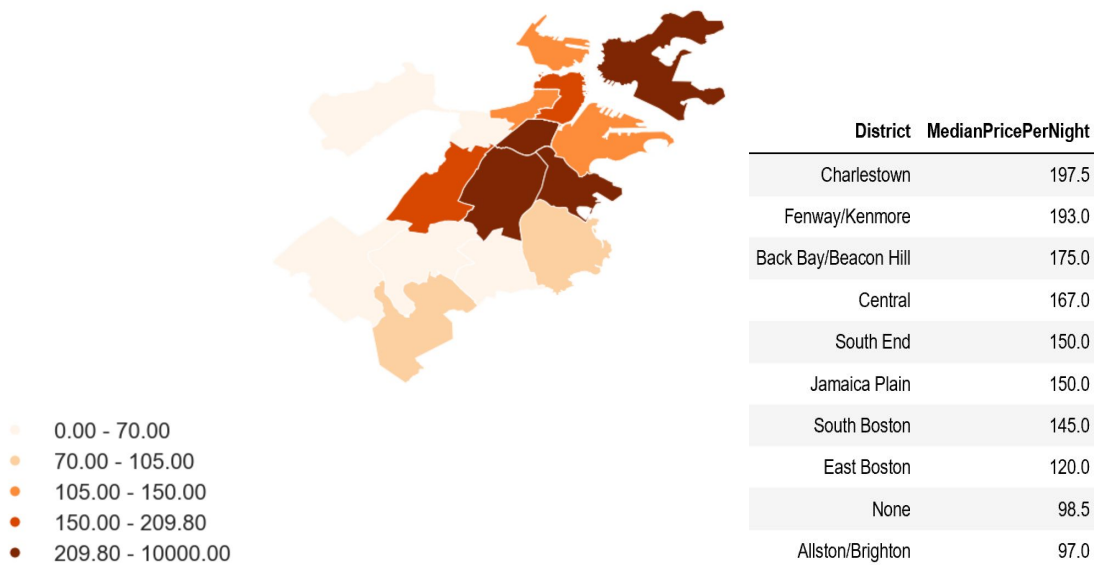 District MedianPricePerNight
Charlestown 197.5
Fenway/Kenmore 193.0
Back Bay/Beacon Hill 175.0
Central 167.0
South End 150.0
Jamaica Plain 150.0
South Boston 145.0
East Boston 120.0
None 98.5
Allston/Brighton 97.0
0.00 - 70.00
70.00 - 105.00
105.00 - 150.00
150.00 - 209.80
209.80 - 10000.00